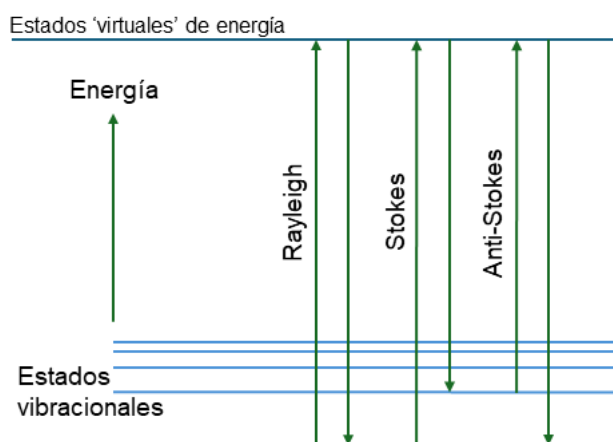 Estados ‘virtuales’ de energía
Energía
Rayleigh
Stokes
Anti-Stokes
Estados
vibracionales